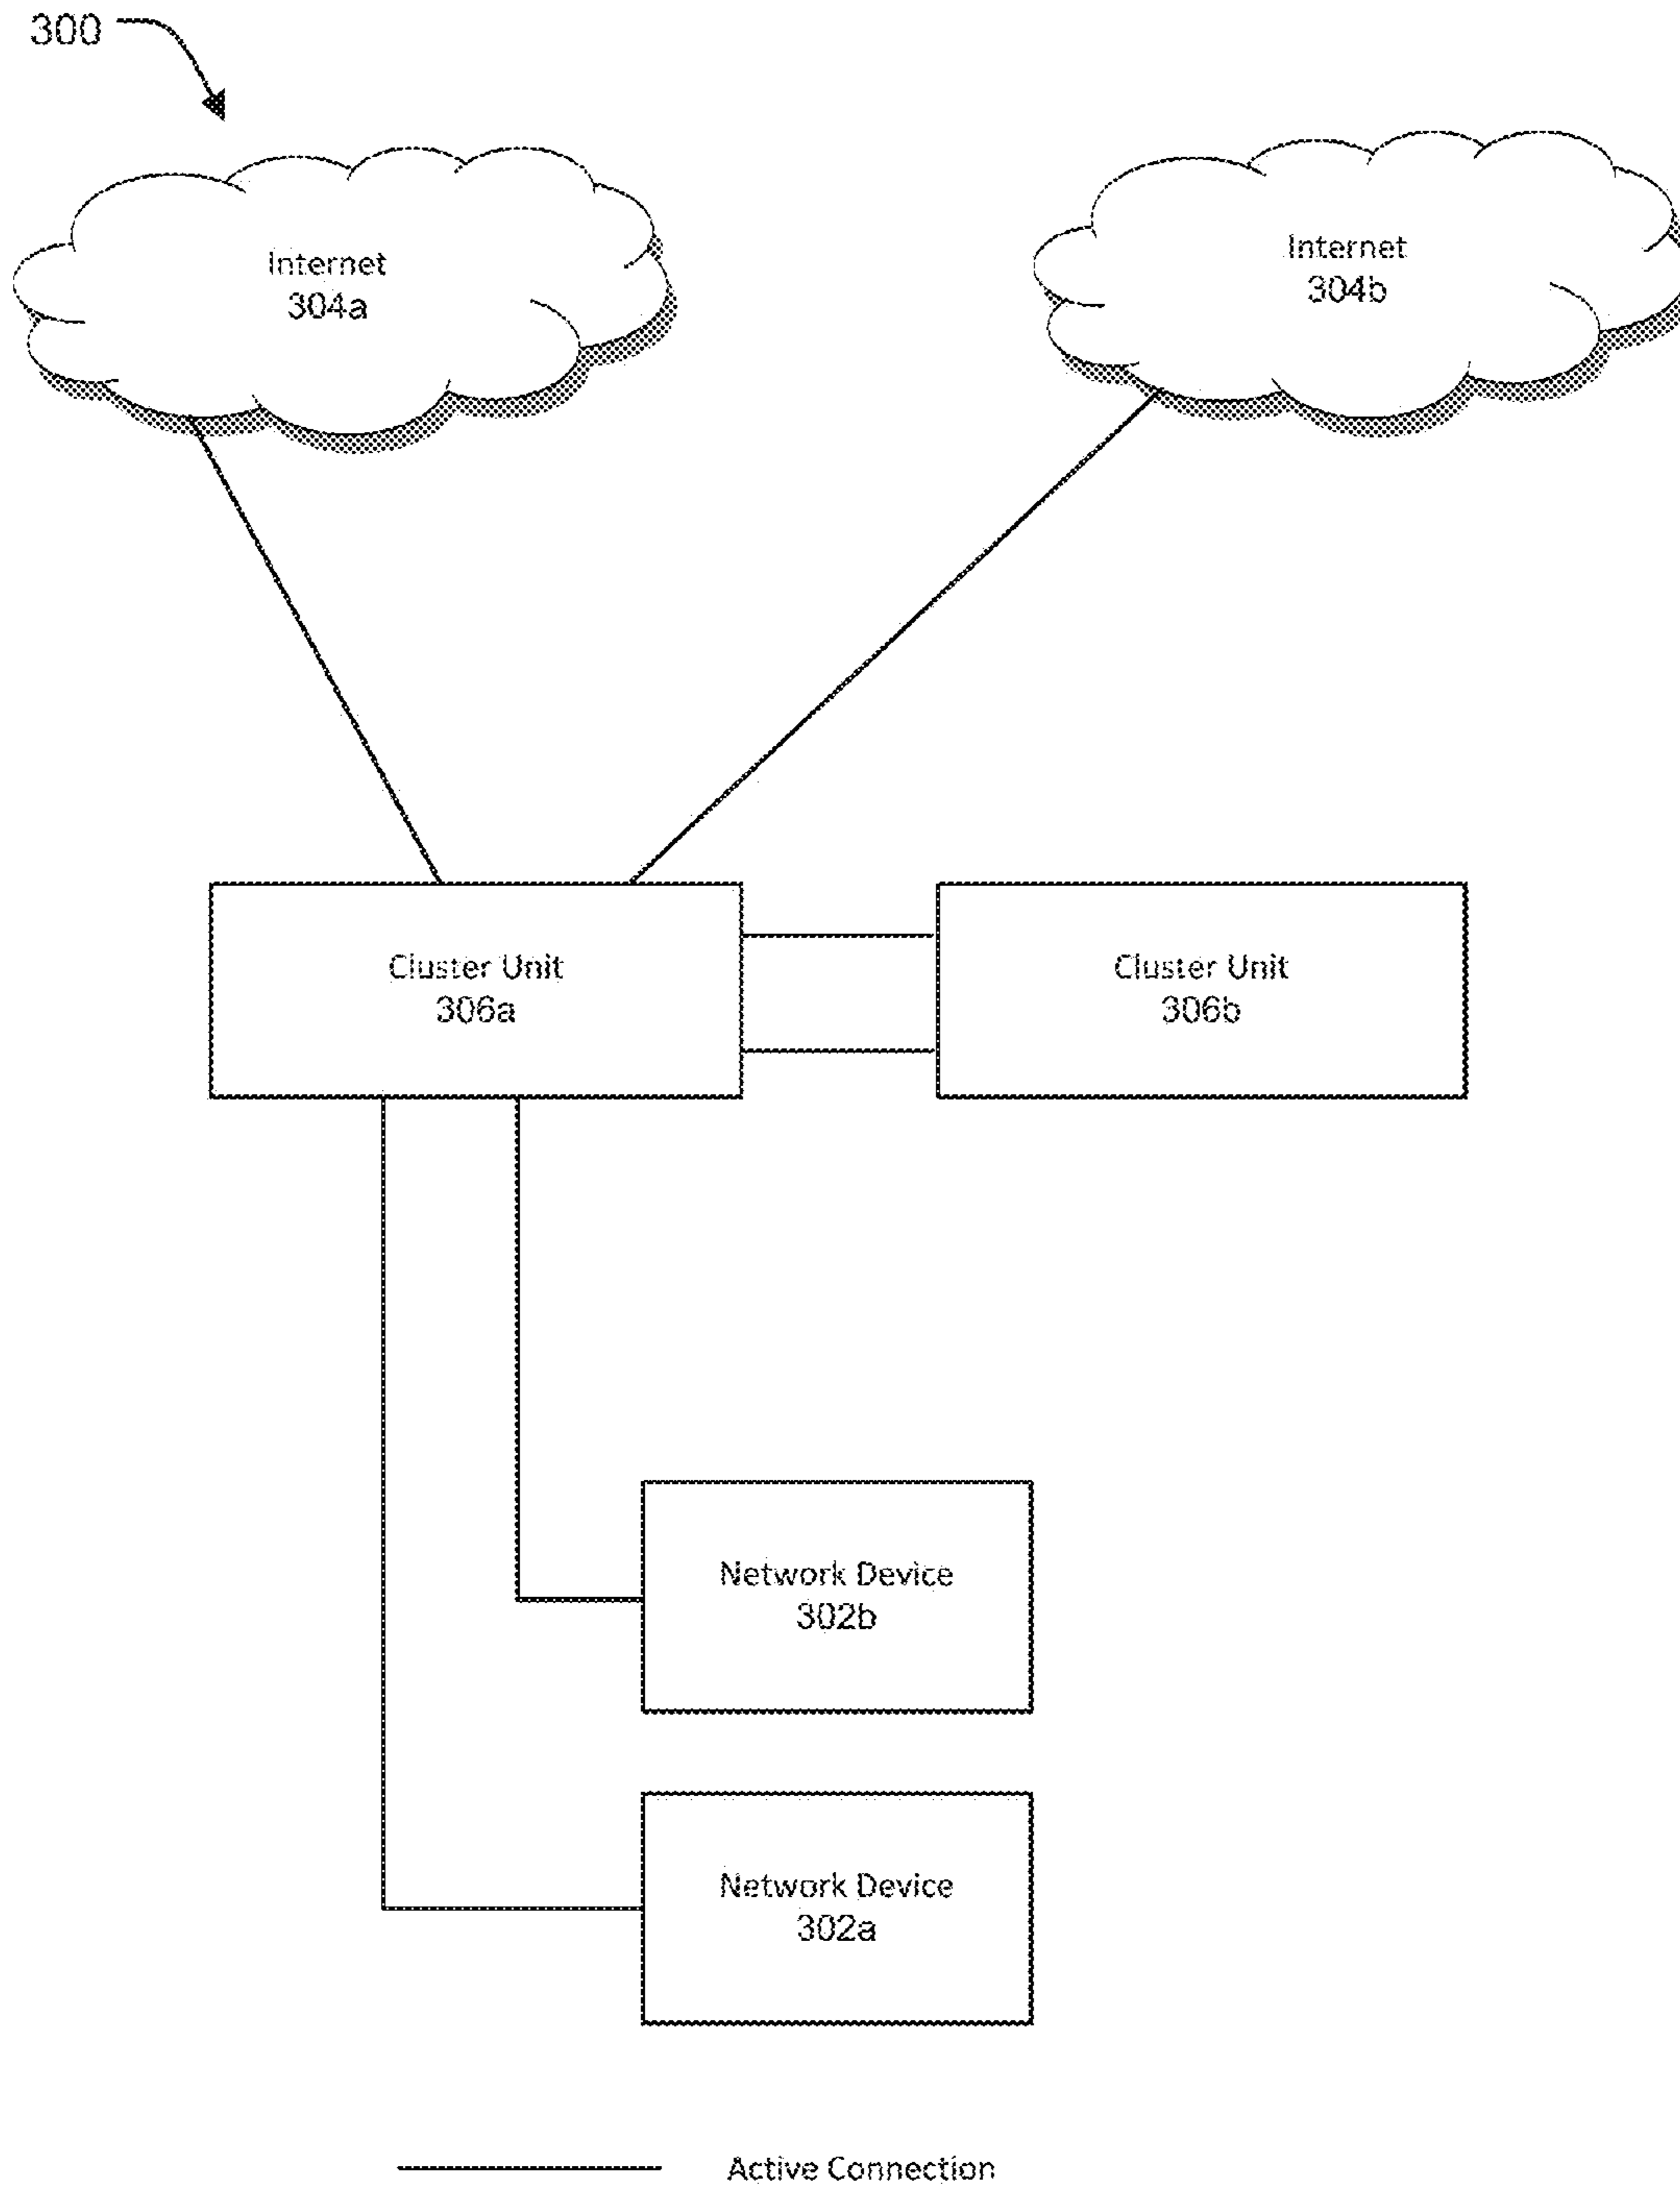 300
Internet
304a
Internet
304b
Cluster Unit
306a
Cluster Unit
306b
Network Device
302b
Network Device
302a
Active Connection